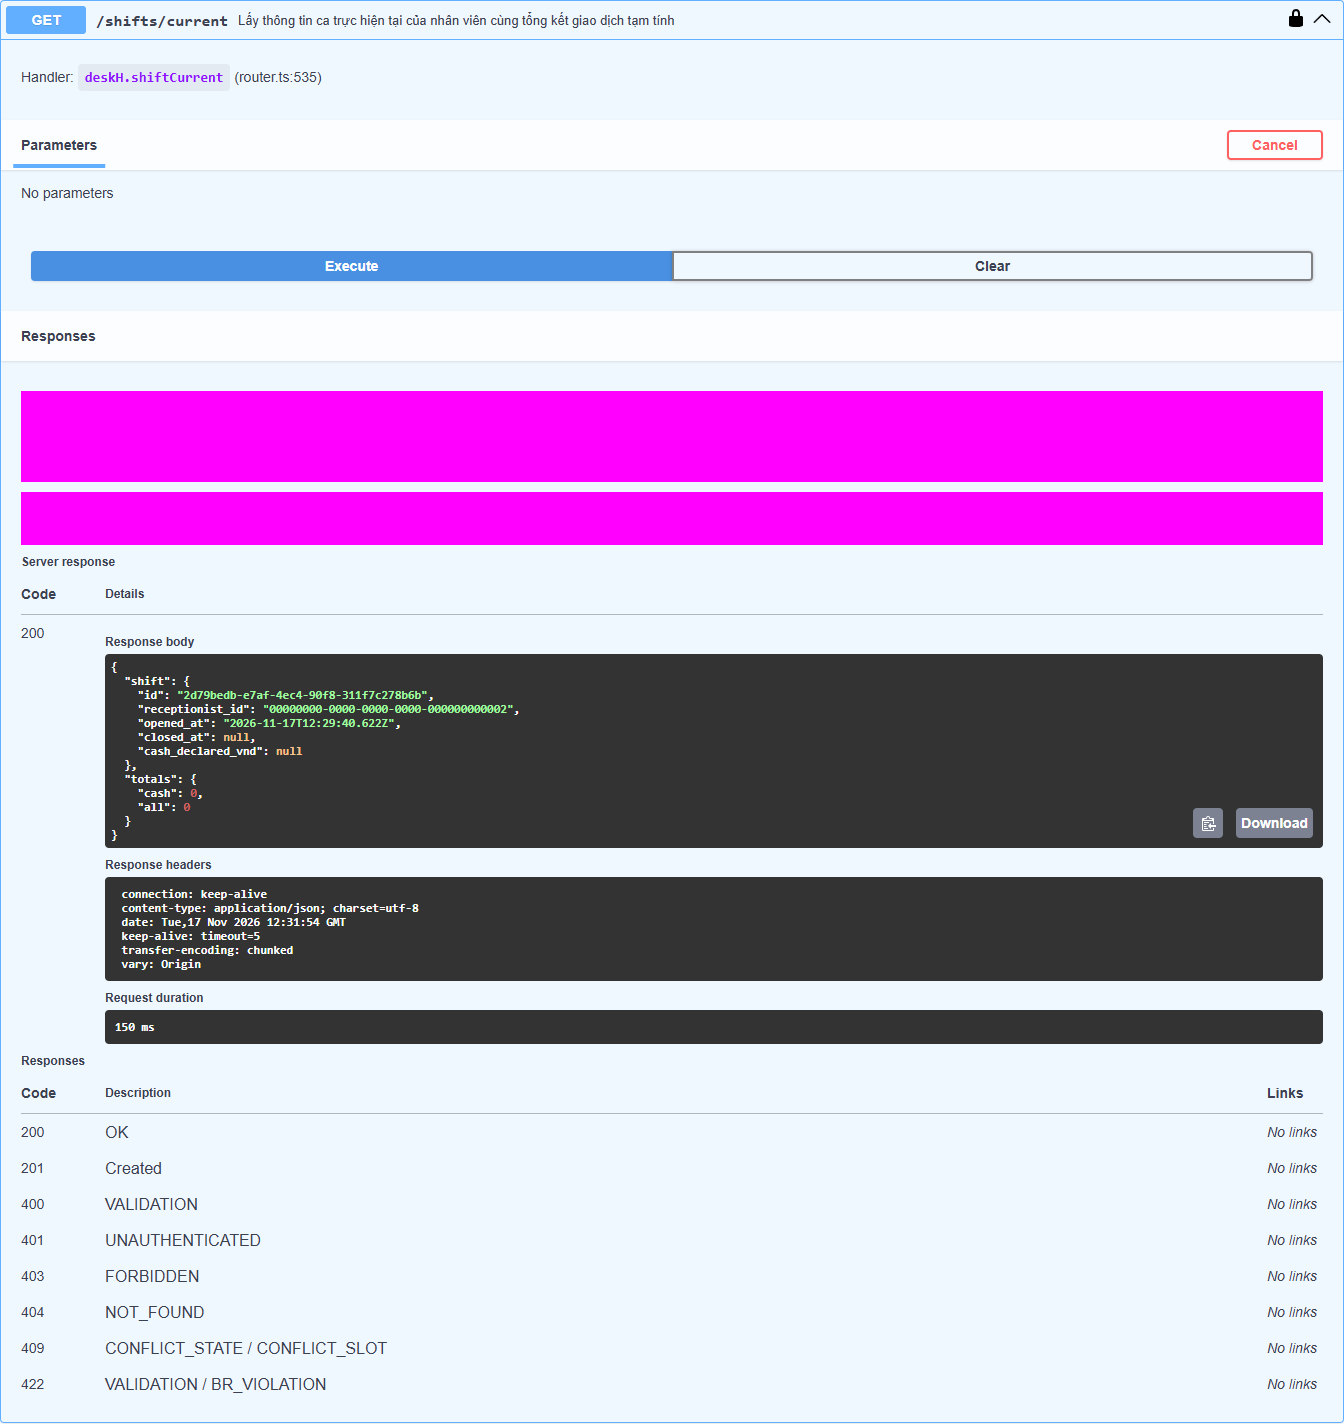 GET /shifts/current Lấy thông tin ca trực hiện tại của nhân viên cùng tổng kết giao dịch tạm tính
Handler: deskH.shiftCurrent (router.ts:535)
Parameters
Cancel
No parameters
Execute
Clear
Responses
Server response
Code Details
200
Response body
{
  "shift": {
    "id": "2d79bedb-e7af-4ec4-90f8-311f7c278b6b",
    "receptionist_id": "00000000-0000-0000-0000-000000000002",
    "opened_at": "2026-11-17T12:29:40.622Z",
    "closed_at": null,
    "cash_declared_vnd": null
  },
  "totals": {
    "cash": 0,
    "all": 0
  }
}
Download
Response headers
connection: keep-alive
content-type: application/json; charset=utf-8
date: Tue,17 Nov 2026 12:31:54 GMT
keep-alive: timeout=5
transfer-encoding: chunked
vary: Origin
Request duration
150 ms
Responses
Code Description Links
200 OK No links
201 Created No links
400 VALIDATION No links
401 UNAUTHENTICATED No links
403 FORBIDDEN No links
404 NOT_FOUND No links
409 CONFLICT_STATE / CONFLICT_SLOT No links
422 VALIDATION / BR_VIOLATION No links